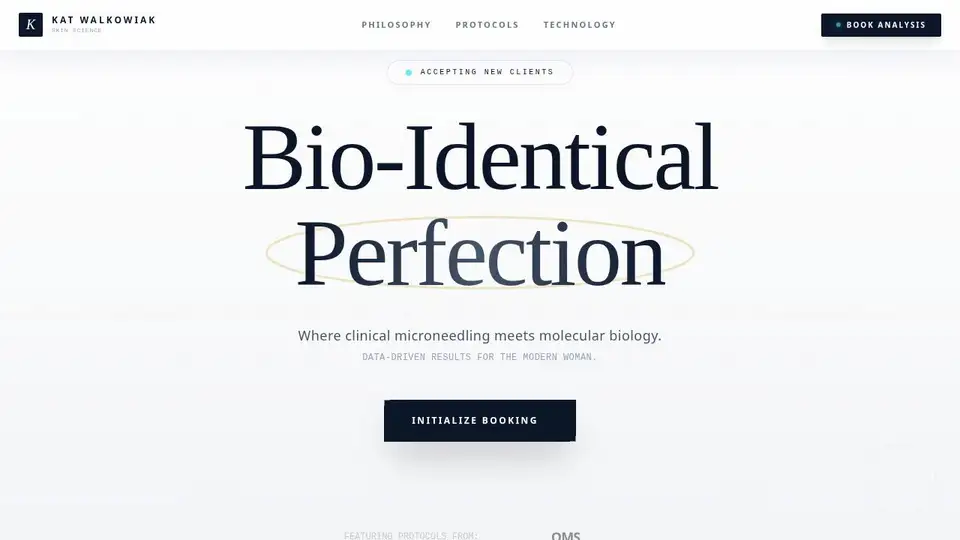 K
KAT WALKOWIAK
SKIN SCIENCE
PHILOSOPHY
PROTOCOLS
TECHNOLOGY
BOOK ANALYSIS
ACCEPTING NEW CLIENTS
Bio-Identical
Perfection
Where clinical microneedling meets molecular biology.
DATA-DRIVEN RESULTS FOR THE MODERN WOMAN.
INITIALIZE BOOKING
FEATURING PROTOCOLS FROM:
QMS